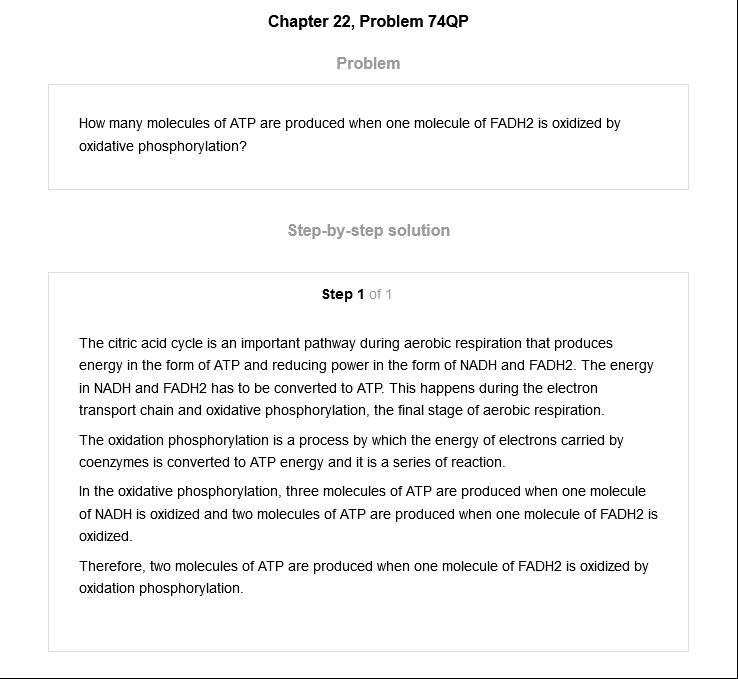 Chapter 22, Problem 74QP
Problem
How many molecules of ATP are produced when one molecule of FADH2 is oxidized by
oxidative phosphorylation?
Step-by-step solution
Step 1 of 1
The citric acid cycle is an important pathway during aerobic respiration that produces
energy in the form of ATP and reducing power in the form of NADH and FADH2. The energy
in NADH and FADH2 has to be converted to ATP. This happens during the electron
transport chain and oxidative phosphorylation, the final stage of aerobic respiration.
The oxidation phosphorylation is a process by which the energy of electrons carried by
coenzymes is converted to ATP energy and it is a series of reaction.
In the oxidative phosphorylation, three molecules of ATP are produced when one molecule
of NADH is oxidized and two molecules of ATP are produced when one molecule of FADH2 is
oxidized.
Therefore, two molecules of ATP are produced when one molecule of FADH2 is oxidized by
oxidation phosphorylation.